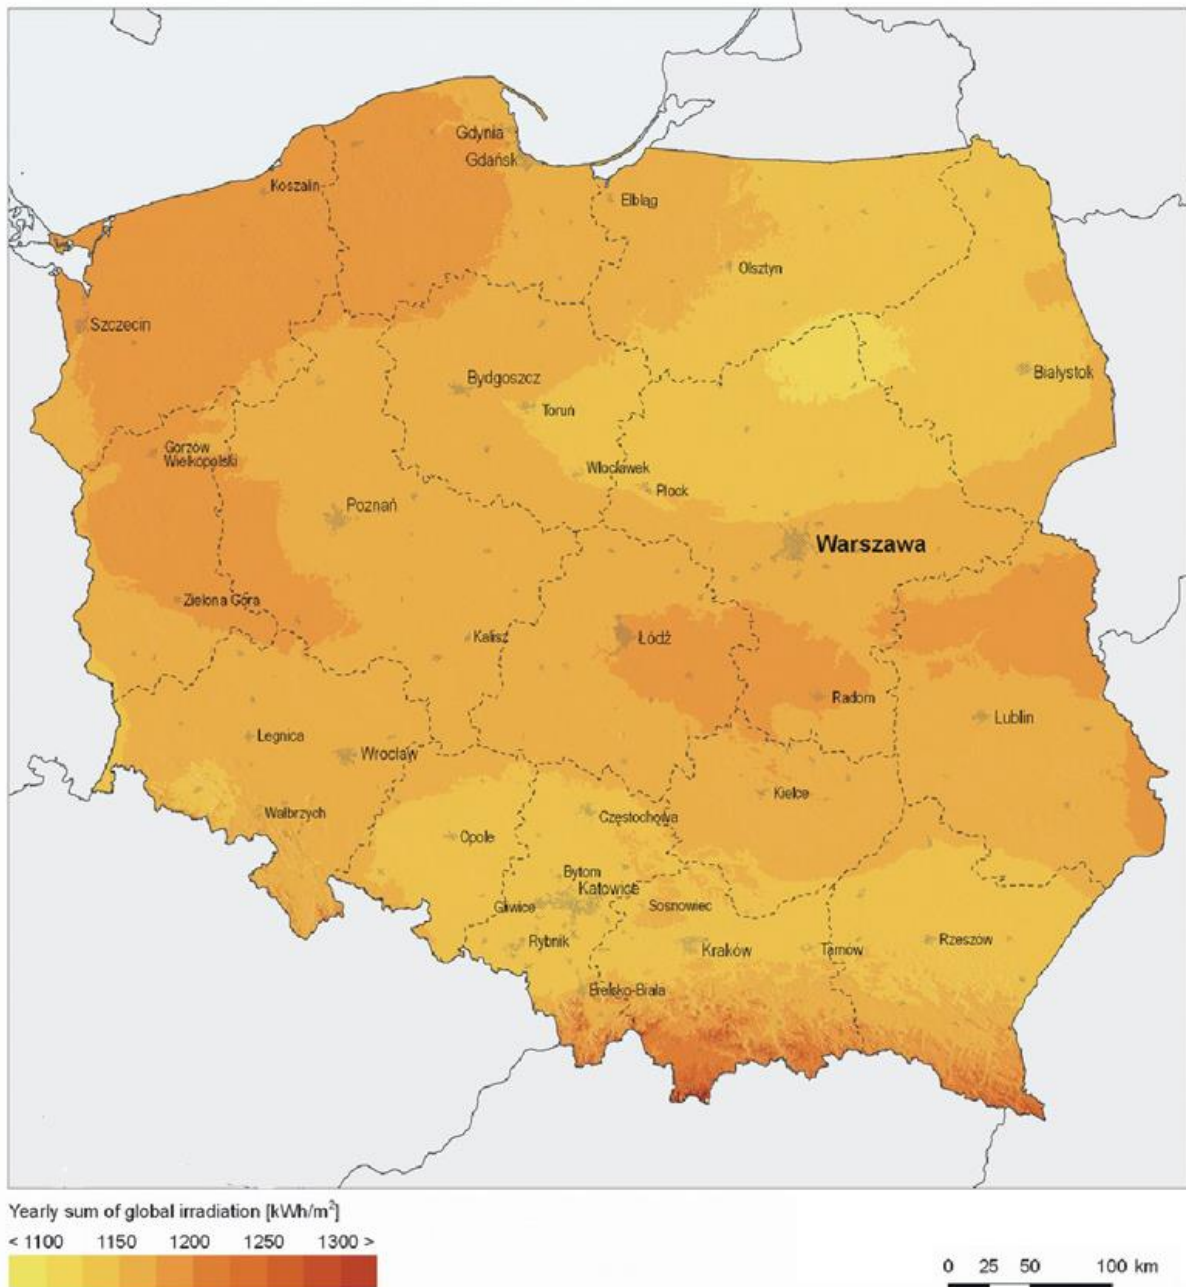 Gdynia
Gdańsk
Koszalin
Elbląg
Olsztyn
Szczecin
Białystok
Bydgoszcz
Toruń
Gorzów
Wielkopolski
Włocławek
Płock
Poznań
Warszawa
Zielona Góra
Kalisz
Łódź
Radom
Lublin
Legnica
Wrocław
Kielce
Wałbrzych
Częstochowa
Opole
Bytom
Katowice
Gliwice
Sosnowiec
Rybnik
Kraków
Tarnów
Rzeszów
Bielsko-Biała
Yearly sum of global irradiation [kWh/m²]
< 1100 1150 1200 1250 1300 >
0 25 50 100 km